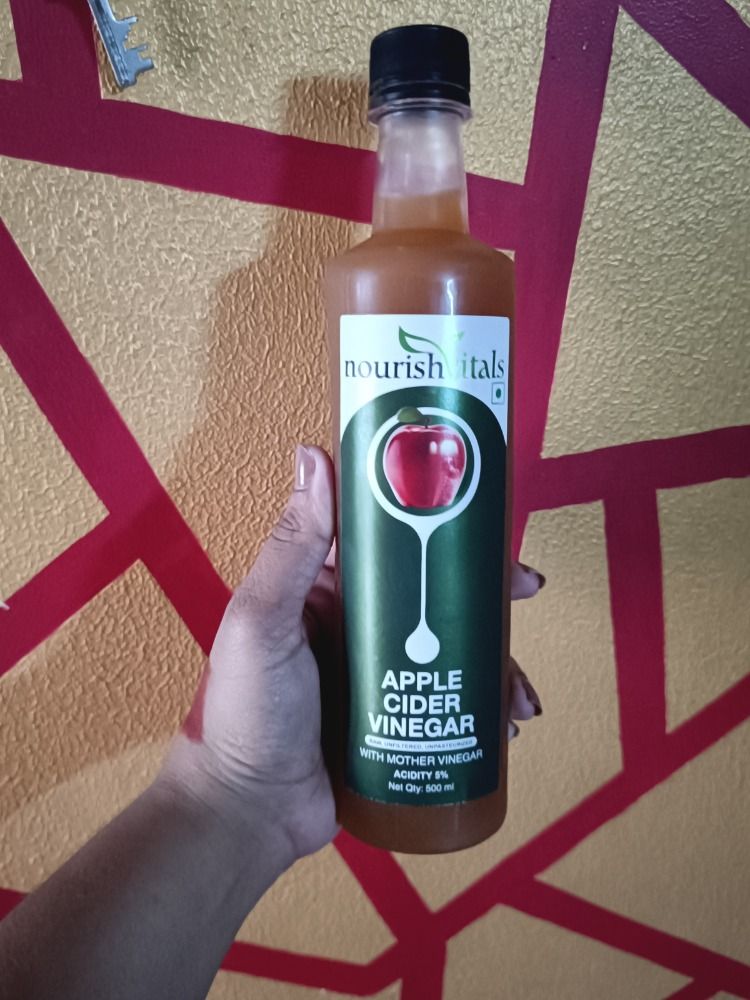 nourishvitals
APPLE
CIDER
VINEGAR
RAW, UNFILTERED, UNPASTEURIZED
WITH MOTHER VINEGAR
ACIDITY 5%
Net Qty: 500 ml